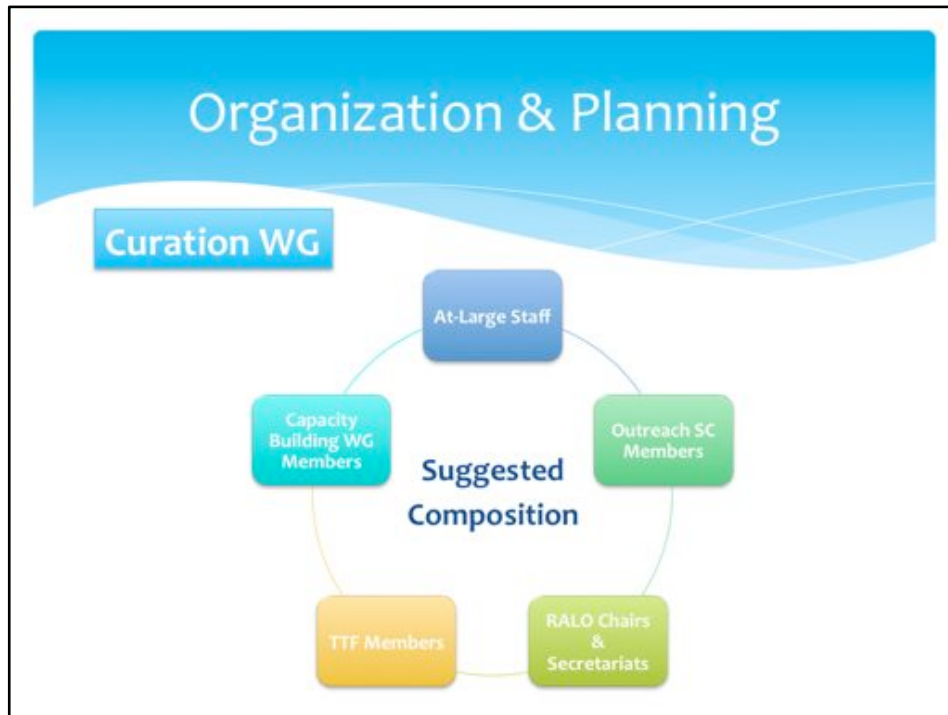 Organization & Planning
Curation WG
At-Large Staff
Outreach SC
Members
RALO Chairs
&
Secretariats
TTF Members
Capacity
Building WG
Members
Suggested
Composition